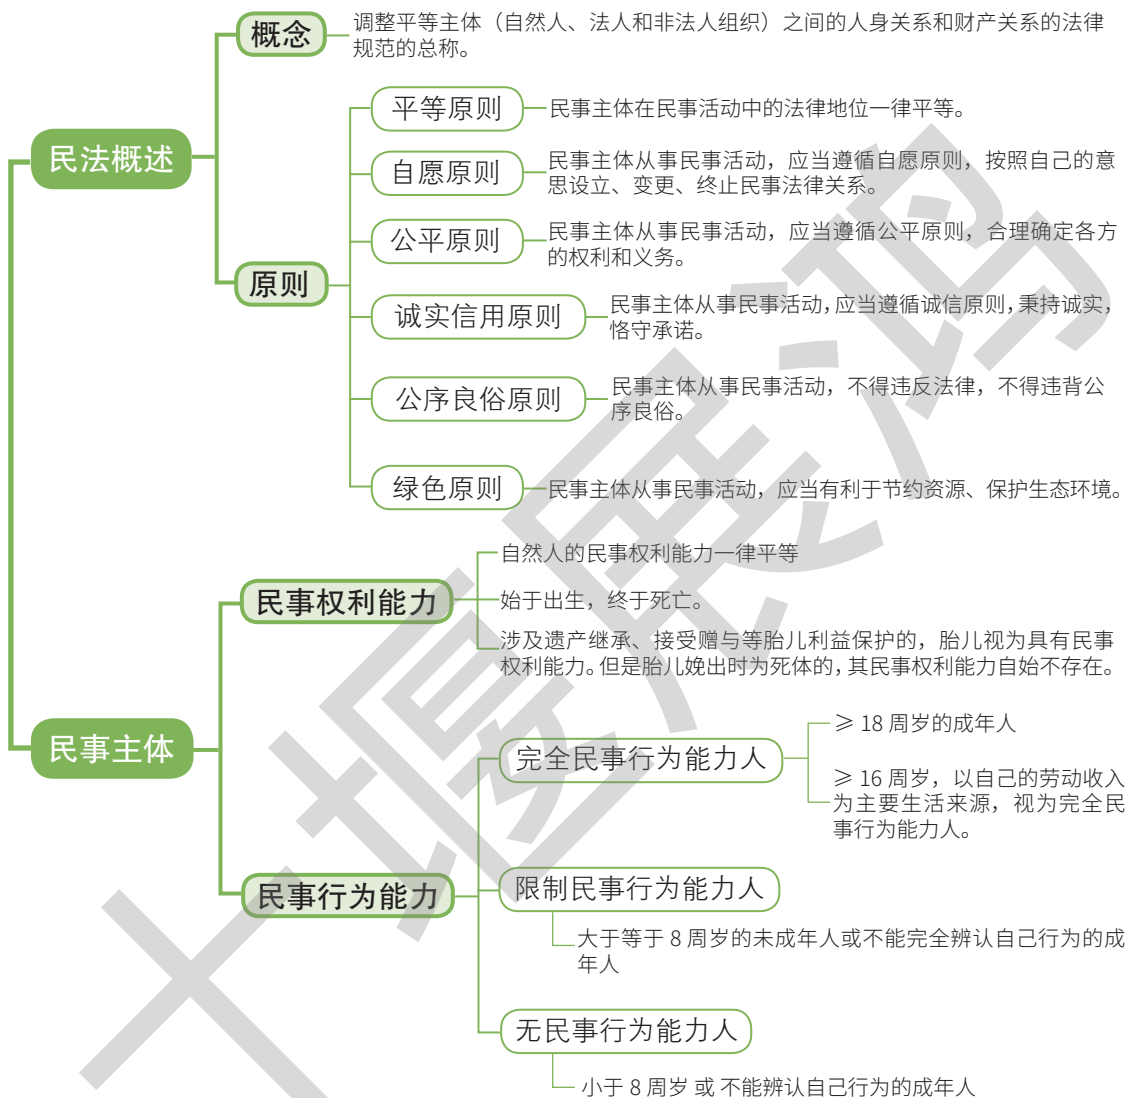 概念
调整平等主体（自然人、法人和非法人组织）之间的人身关系和财产关系的法律
规范的总称。
民法概述
原则
平等原则
民事主体在民事活动中的法律地位一律平等。
自愿原则
民事主体从事民事活动，应当遵循自愿原则，按照自己的意
思设立、变更、终止民事法律关系。
公平原则
民事主体从事民事活动，应当遵循公平原则，合理确定各方
的权利和义务。
诚实信用原则
民事主体从事民事活动，应当遵循诚信原则，秉持诚实，
恪守承诺。
公序良俗原则
民事主体从事民事活动，不得违反法律，不得违背公
序良俗。
绿色原则
民事主体从事民事活动，应当有利于节约资源、保护生态环境。
民事主体
民事权利能力
自然人的民事权利能力一律平等
始于出生，终于死亡。
涉及遗产继承、接受赠与等胎儿利益保护的，胎儿视为具有民事
权利能力。但是胎儿娩出时为死体的，其民事权利能力自始不存在。
民事行为能力
完全民事行为能力人
≥ 18 周岁的成年人
≥ 16 周岁，以自己的劳动收入
为主要生活来源，视为完全民
事行为能力人。
限制民事行为能力人
大于等于 8 周岁的未成年人或不能完全辨认自己行为的成
年人
无民事行为能力人
小于 8 周岁 或 不能辨认自己行为的成年人
十堰展鸿